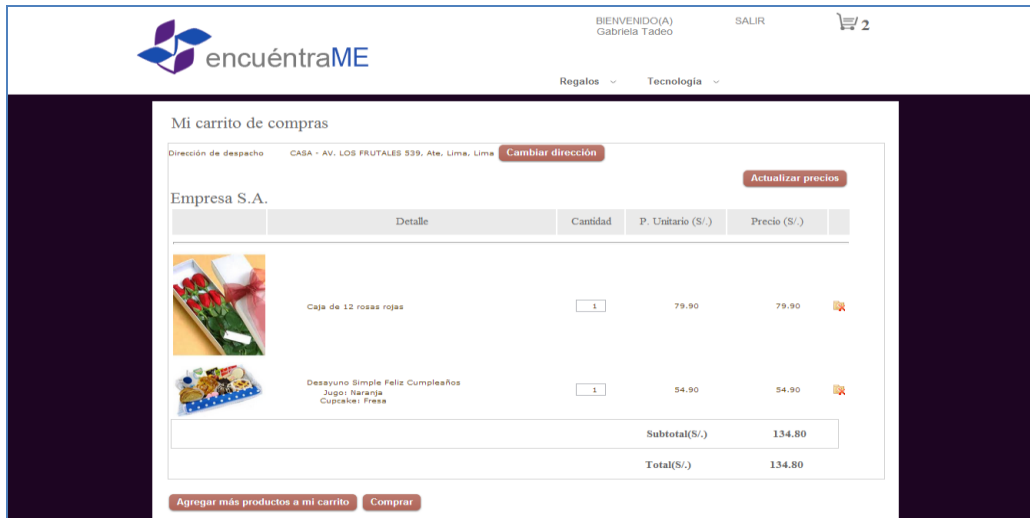 BIENVENIDO(A) SALIR 2
Gabriela Tadeo
encuéntraME
Regalos Tecnología
Mi carrito de compras
Dirección de despacho CASA - AV. LOS FRUTALES 539, Ate, Lima, Lima Cambiar dirección
Actualizar precios
Empresa S.A.
Detalle Cantidad P. Unitario (S/.) Precio (S/.)
Caja de 12 rosas rojas 1 79.90 79.90
Desayuno Simple Feliz Cumpleaños
1 54.90 54.90
Jugo: Naranja
Cupcake: Fresa
Subtotal(S/.) 134.80
Total(S/.) 134.80
Agregar más productos a mi carrito Comprar